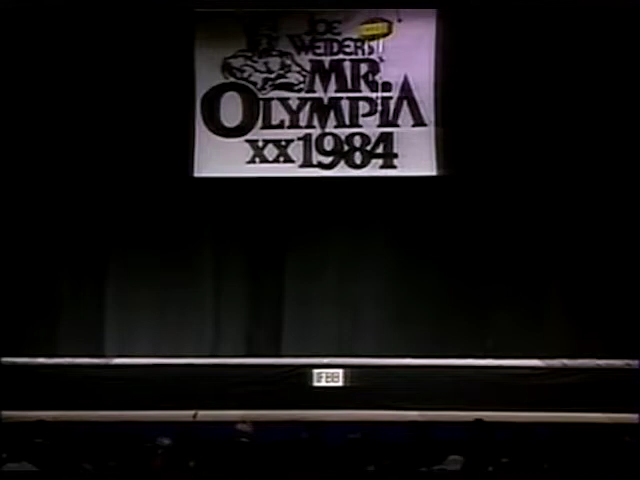 JOE
WEIDER'S
MR.
OLYMPIA
XX 1984
IFBB